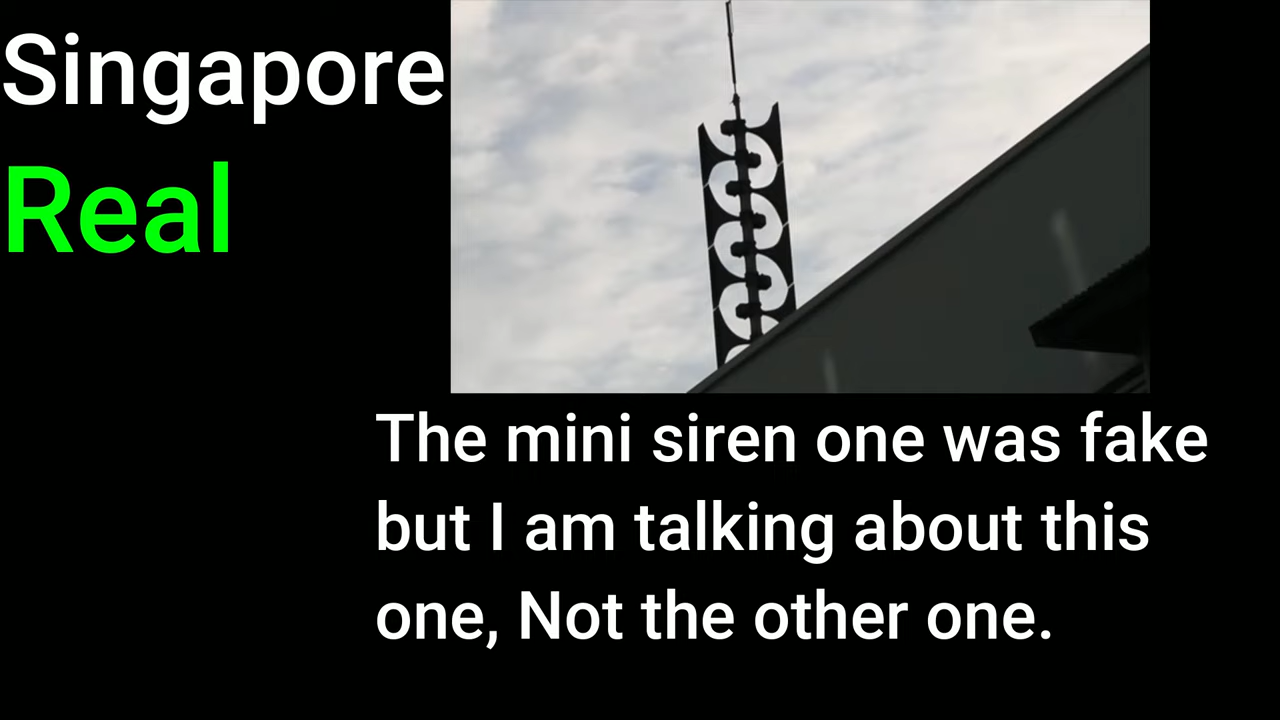 Singapore
Real
The mini siren one was fake
but I am talking about this
one, Not the other one.